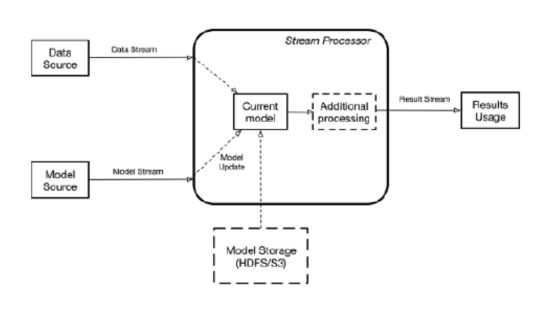 Stream Processor
Data
Source
Data Stream
Current
model
Additional
processing
Result Stream
Results
Usage
Model
Update
Model
Source
Model Stream
Model Storage
(HDFS/S3)